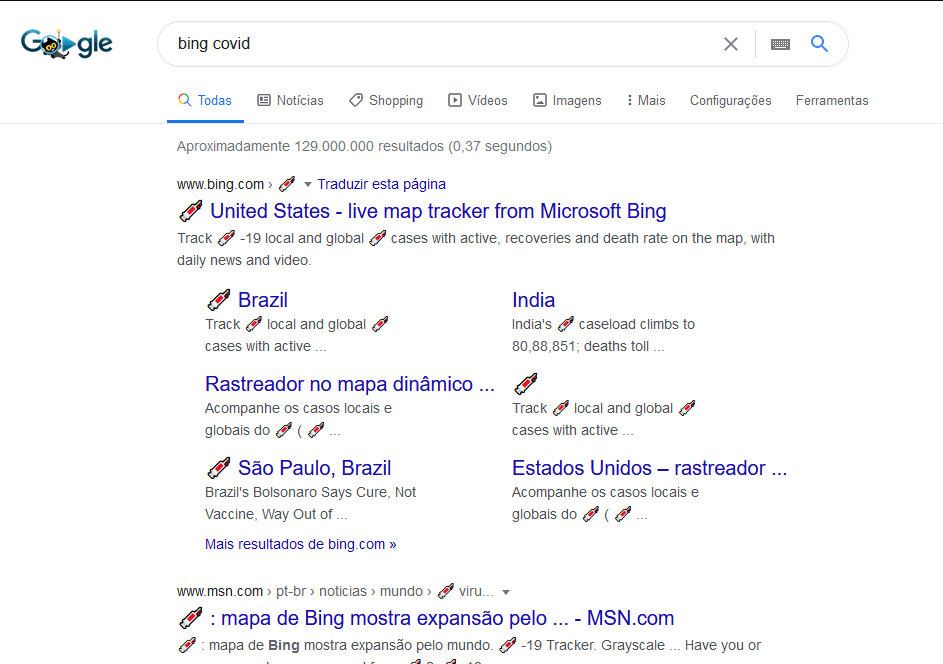 Google
bing covid
Todas Notícias Shopping Vídeos Imagens Mais Configurações Ferramentas
Aproximadamente 129.000.000 resultados (0,37 segundos)
www.bing.com › Traduzir esta página
United States - live map tracker from Microsoft Bing
Track -19 local and global cases with active, recoveries and death rate on the map, with
daily news and video.
Brazil
Track local and global
cases with active ...
India
India's caseload climbs to
80,88,851; deaths toll ...
Rastreador no mapa dinâmico ...
Acompanhe os casos locais e
globais do ( ...
Track local and global
cases with active ...
São Paulo, Brazil
Brazil's Bolsonaro Says Cure, Not
Vaccine, Way Out of ...
Estados Unidos – rastreador ...
Acompanhe os casos locais e
globais do ( ...
Mais resultados de bing.com »
www.msn.com › pt-br › noticias › mundo › viru...
: mapa de Bing mostra expansão pelo ... - MSN.com
: mapa de Bing mostra expansão pelo mundo. -19 Tracker. Grayscale ... Have you or